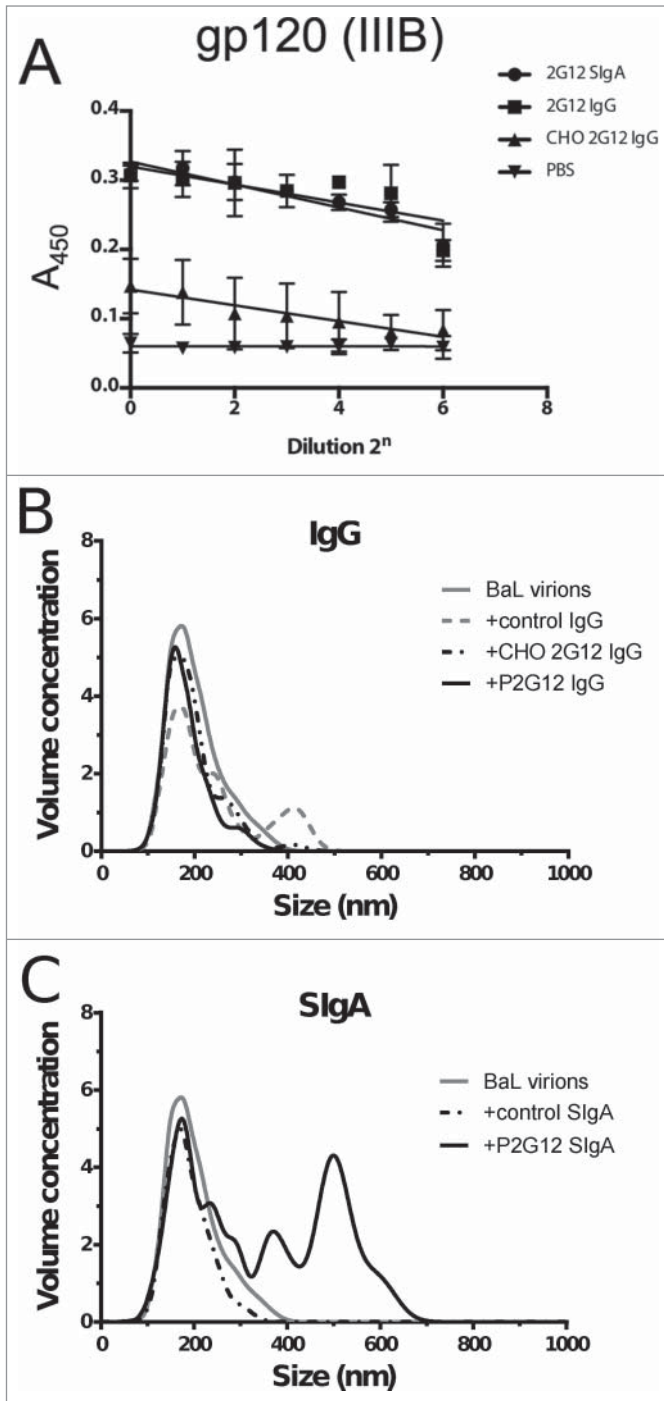 A
gp120 (IIIB)
2G12 SIgA
2G12 IgG
CHO 2G12 IgG
PBS
0.4
0.3
0.2
0.1
0.0
A450
0 2 4 6 8
Dilution 2ⁿ
B
IgG
8
6
4
2
0
Volume concentration
BaL virions
+control IgG
+CHO 2G12 IgG
+P2G12 IgG
0 200 400 600 800 1000
Size (nm)
C
SIgA
8
6
4
2
0
Volume concentration
BaL virions
+control SIgA
+P2G12 SIgA
0 200 400 600 800 1000
Size (nm)